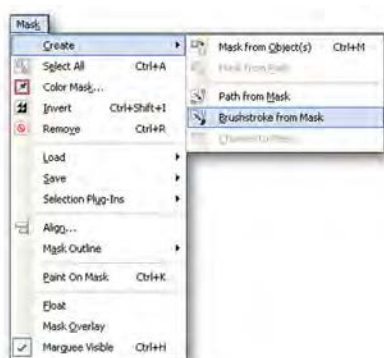 Mask
Create
Select All Ctrl+A
Color Mask...
Invert Ctrl+Shift+I
Remove Ctrl+R
Load
Save
Selection Plug-Ins
Align...
Mask Outline
Paint On Mask Ctrl+K
Float
Mask Overlay
Marquee Visible Ctrl+H
Mask from Object(s) Ctrl+M
Mask from Path
Path from Mask
Brushstroke from Mask